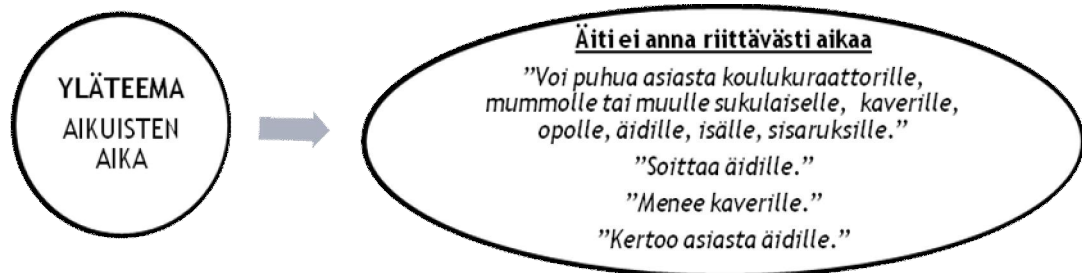 YLÄTEEMA
AIKUISTEN
AIKA
Äiti ei anna riittävästi aikaa
”Voi puhua asiasta koulukuraattorille,
mummolle tai muulle sukulaiselle, kaverille,
opolle, äidille, isälle, sisaruksille.”
”Soittaa äidille.”
”Menee kaverille.”
”Kertoo asiasta äidille.”